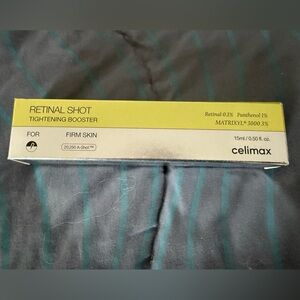 RETINAL SHOT
TIGHTENING BOOSTER
Retinal 0.1% Panthenol 1%
MATRIXYL® 3000 3%
FOR FIRM SKIN
15ml / 0.50 fl. oz.
celimax